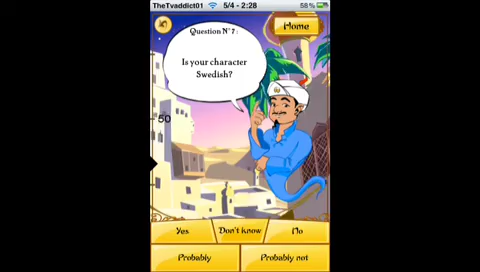 TheTvaddict01 5/4 - 2:28 58%
Question N°7:
Home
Is your character
Swedish?
50
Yes Don't know No
Probably Probably not